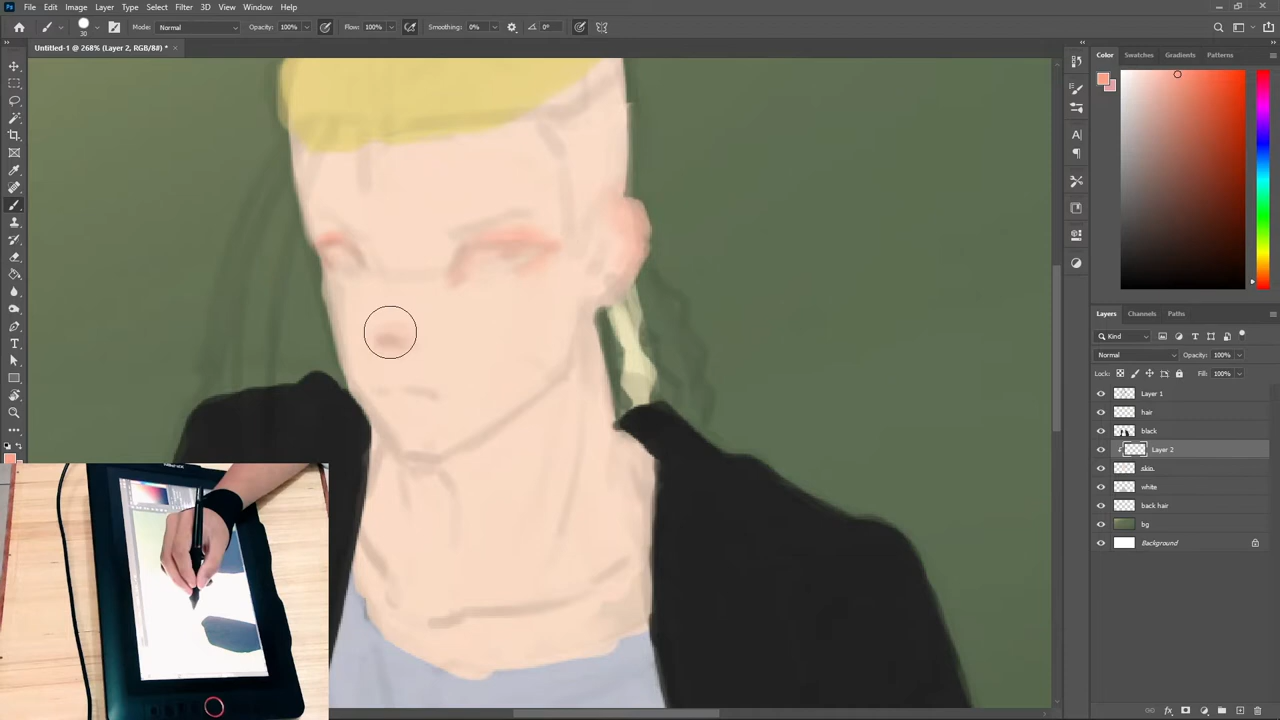 Ps File Edit Image Layer Type Select Filter 3D View Window Help
30 Mode: Normal Opacity: 100% Flow: 100% Smoothing: 0% 0°
Untitled-1 @ 268% (Layer 2, RGB/8#) * ×
Color Swatches Gradients Patterns
Layers Channels Paths
Kind
Normal Opacity: 100%
Lock: Fill: 100%
Layer 1
hair
black
Layer 2
skin
white
back hair
bg
Background